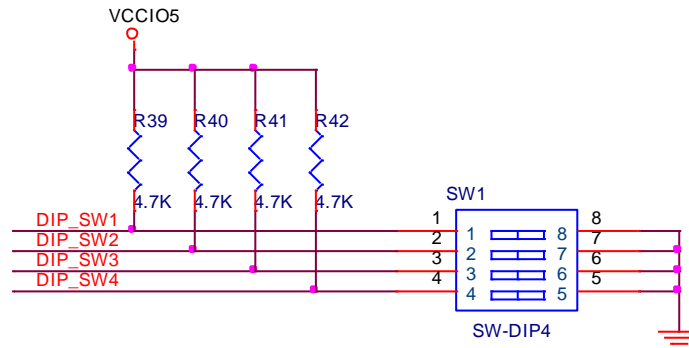 VCCIO5
R39 R40 R41 R42
4.7K 4.7K 4.7K 4.7K
SW1
DIP_SW1 1 1 8 8
DIP_SW2 2 2 7 7
DIP_SW3 3 3 6 6
DIP_SW4 4 4 5 5
SW-DIP4